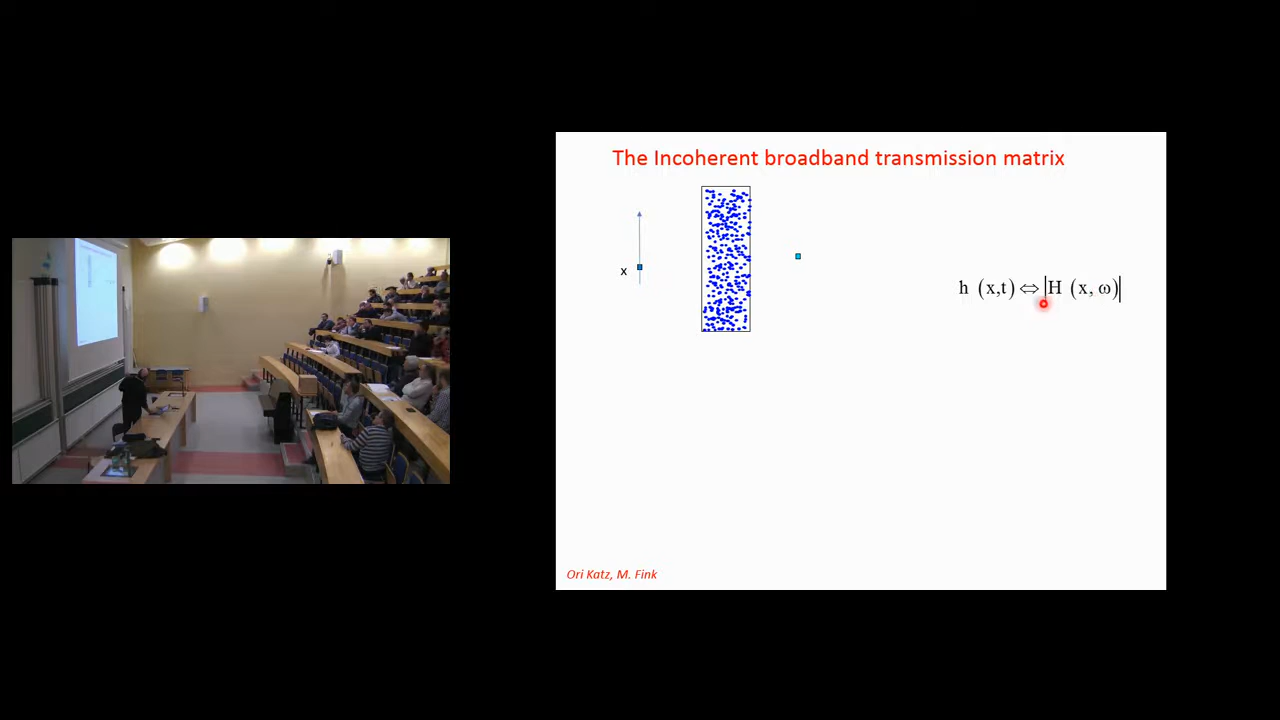 The Incoherent broadband transmission matrix
x
h (x,t) ⇔ |H (x, ω)|
Ori Katz, M. Fink